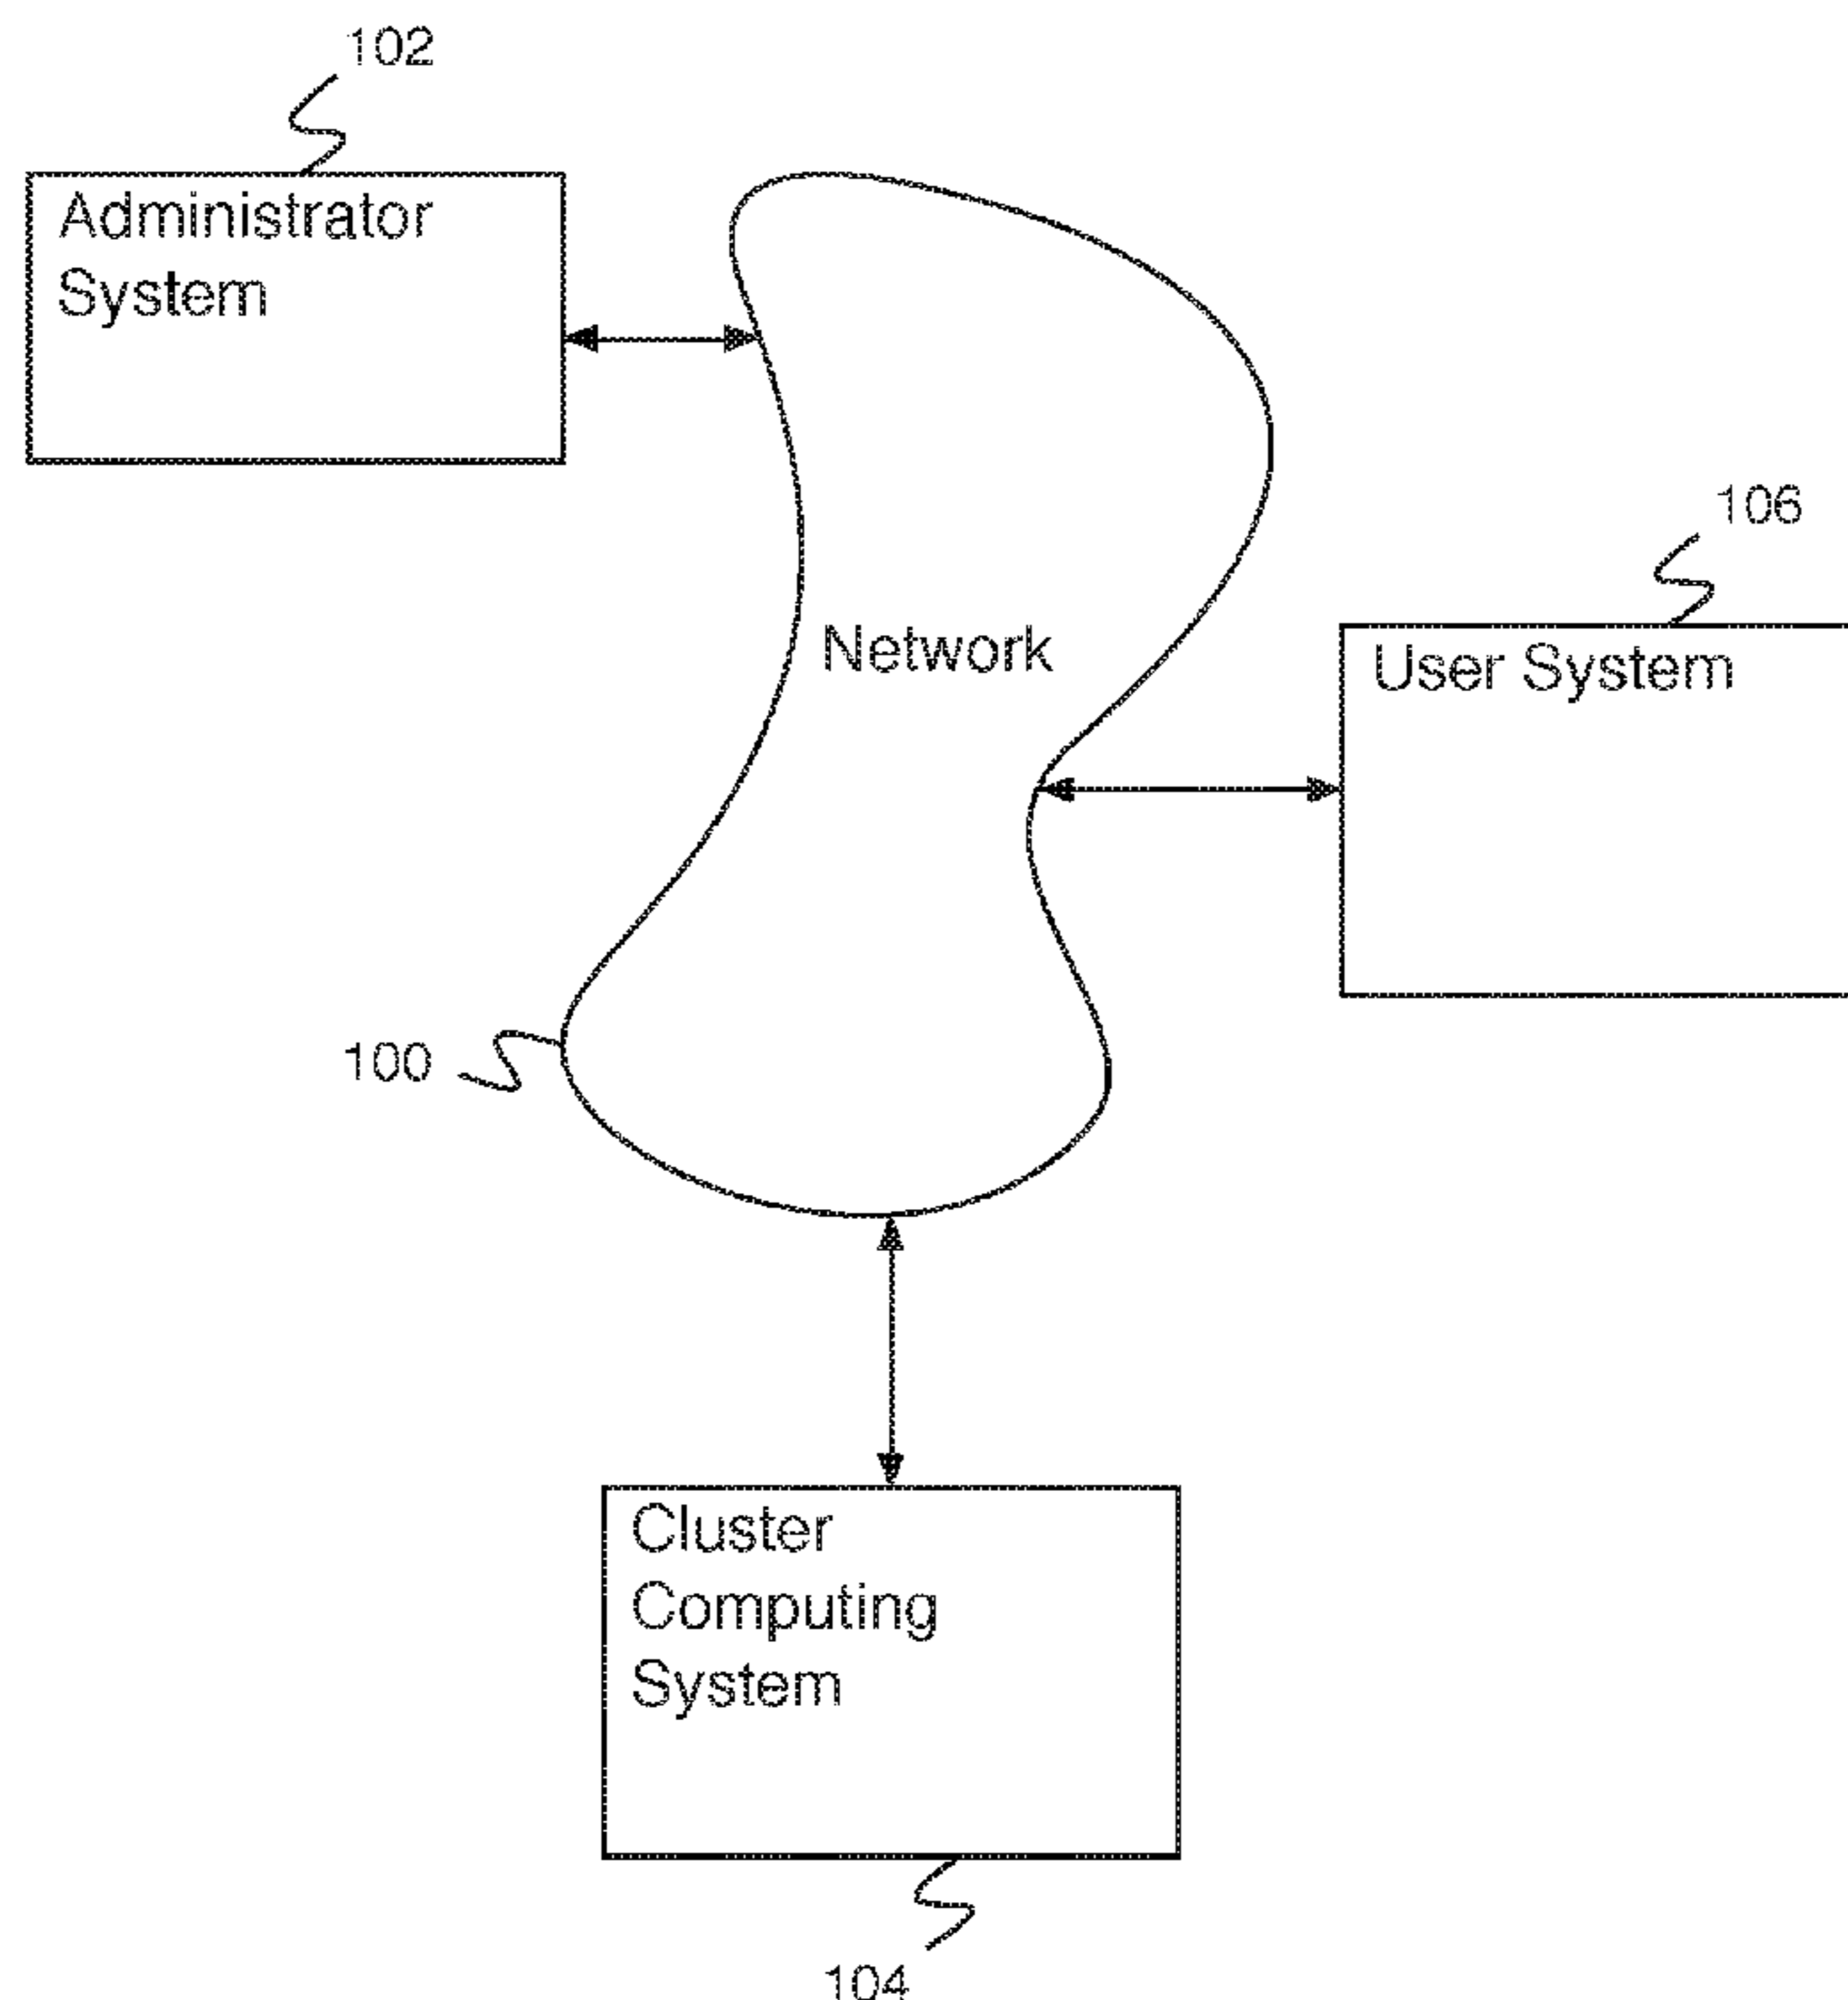 102
Administrator
System
106
Network
User System
100
Cluster
Computing
System
104